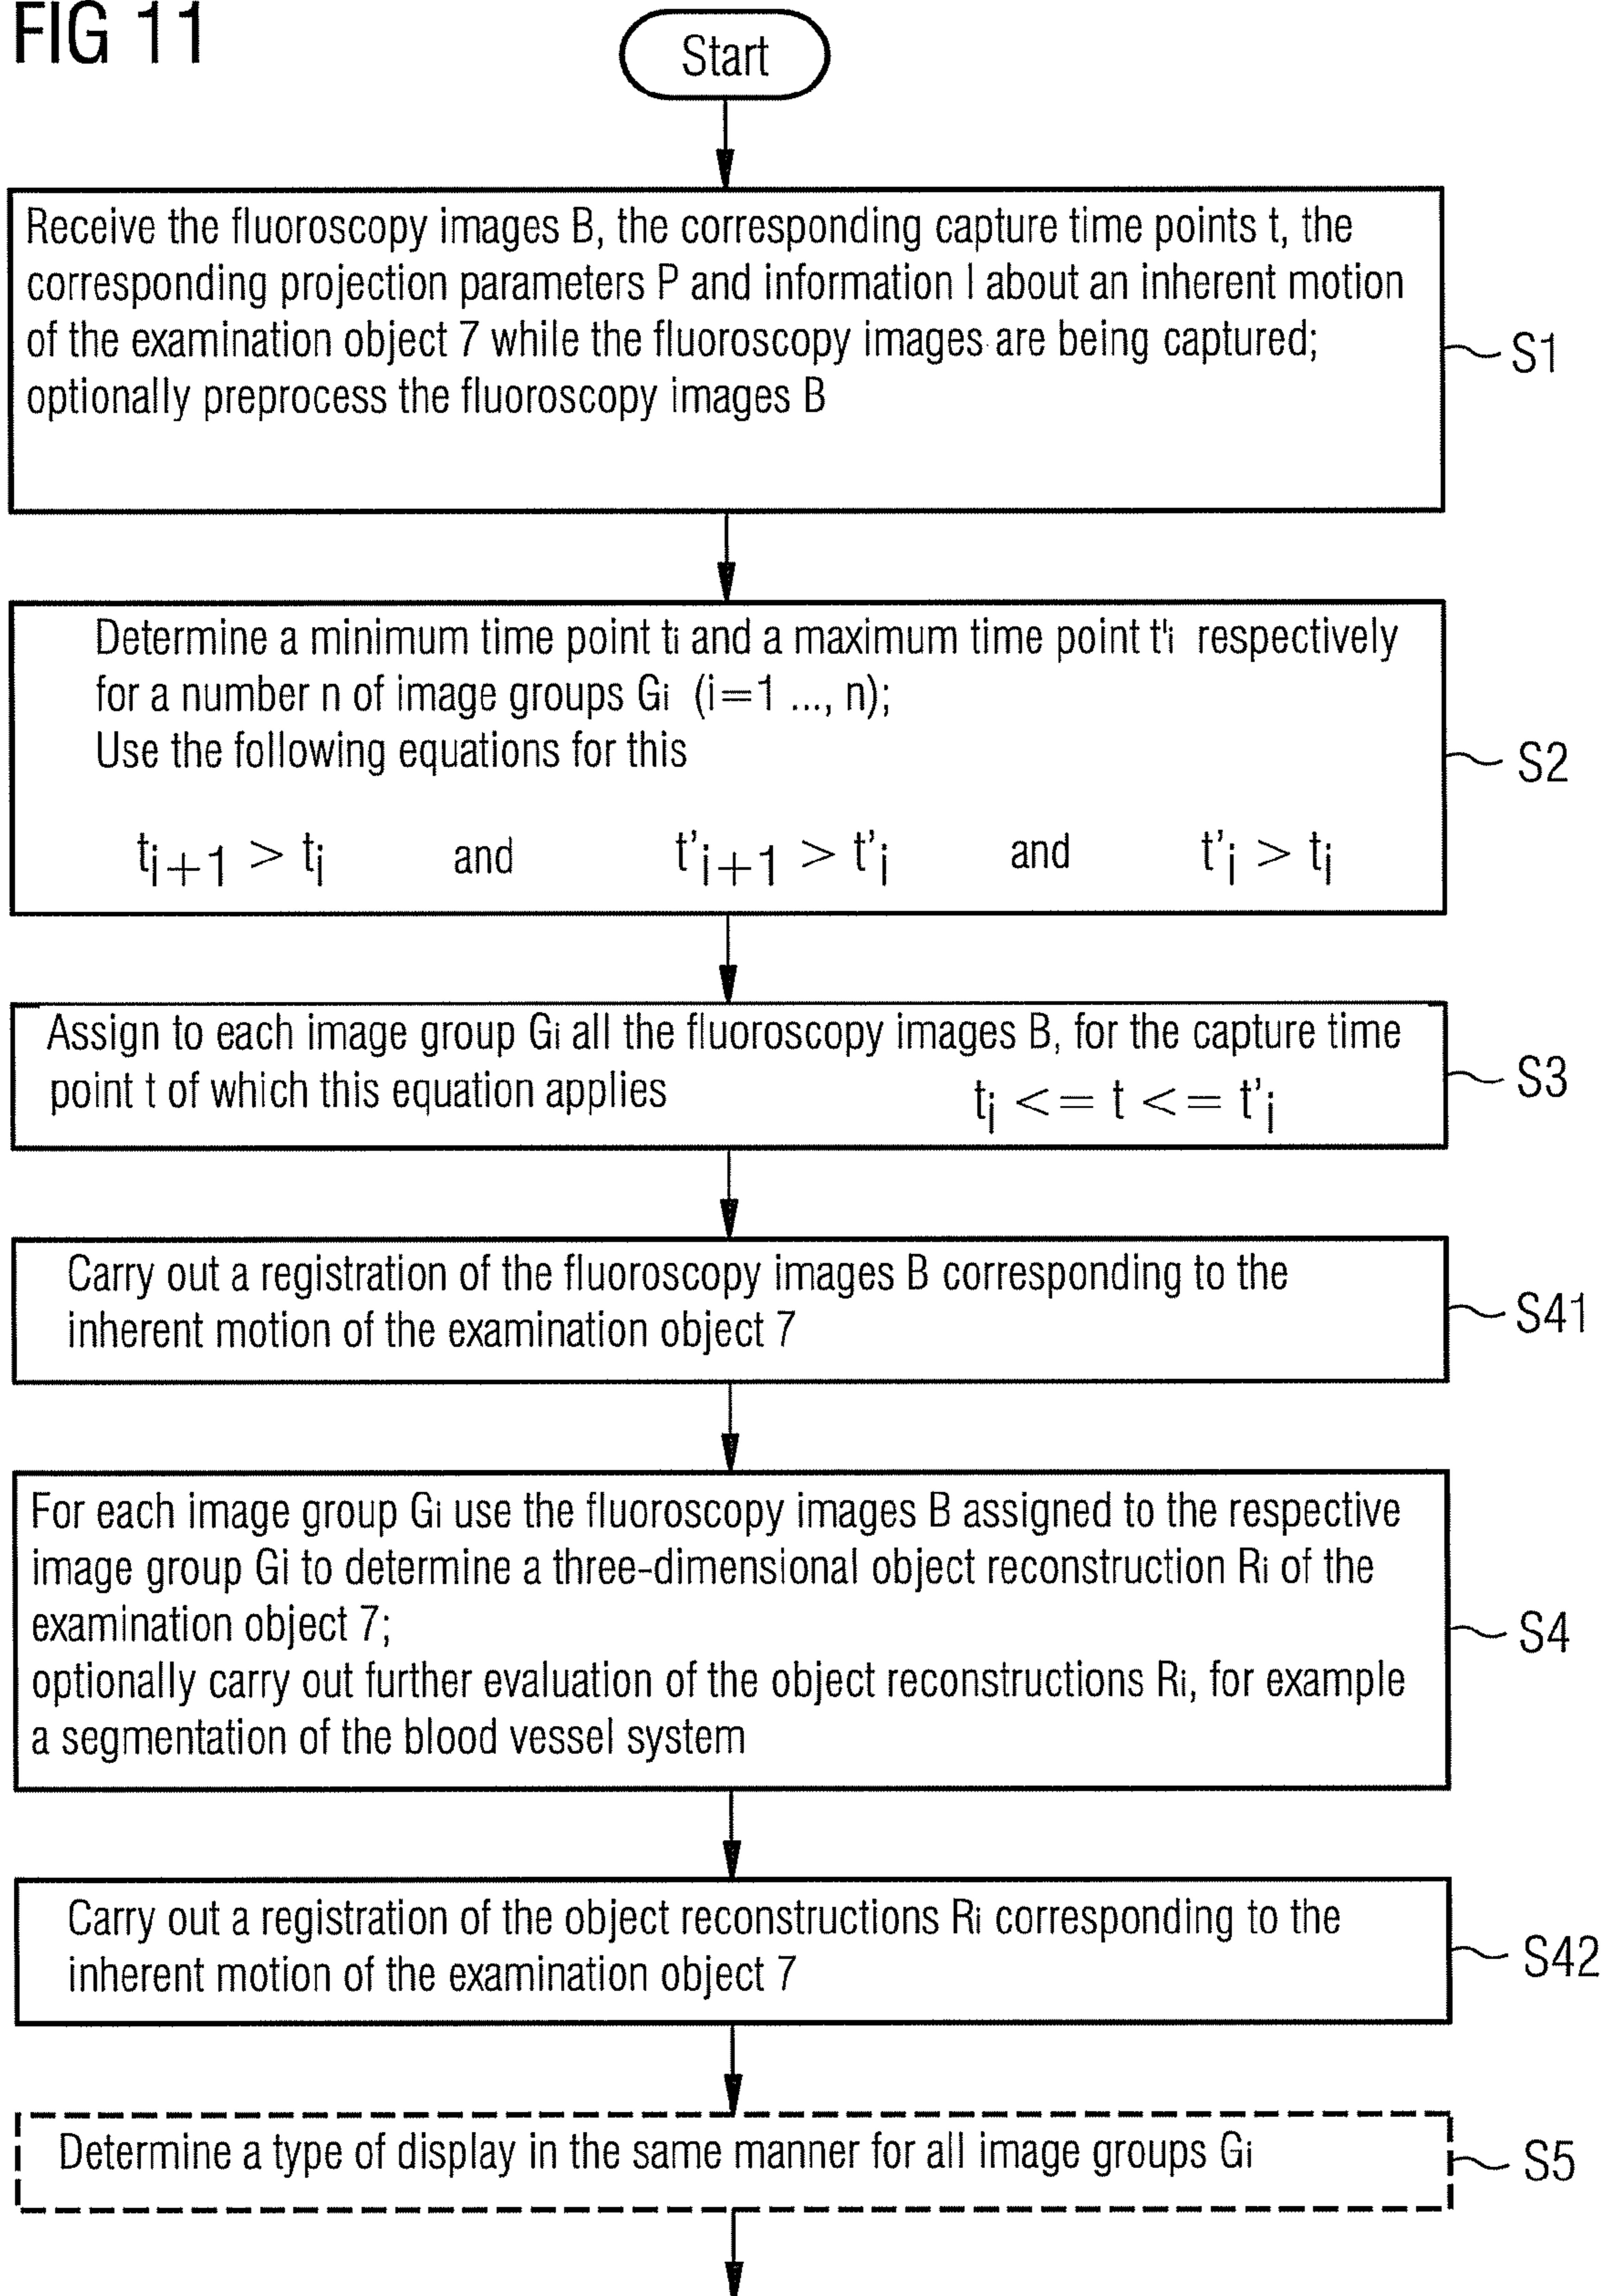 FIG 11
Start
Receive the fluoroscopy images B, the corresponding capture time points t, the
corresponding projection parameters P and information I about an inherent motion
of the examination object 7 while the fluoroscopy images are being captured;
optionally preprocess the fluoroscopy images B
S1
Determine a minimum time point ti and a maximum time point t'i respectively
for a number n of image groups Gi (i=1 ..., n);
Use the following equations for this
S2
ti+1 > ti and t'i+1 > t'i and t'i > ti
Assign to each image group Gi all the fluoroscopy images B, for the capture time
point t of which this equation applies ti <= t <= t'i
S3
Carry out a registration of the fluoroscopy images B corresponding to the
inherent motion of the examination object 7
S41
For each image group Gi use the fluoroscopy images B assigned to the respective
image group Gi to determine a three-dimensional object reconstruction Ri of the
examination object 7;
S4
optionally carry out further evaluation of the object reconstructions Ri, for example
a segmentation of the blood vessel system
Carry out a registration of the object reconstructions Ri corresponding to the
inherent motion of the examination object 7
S42
Determine a type of display in the same manner for all image groups Gi
S5